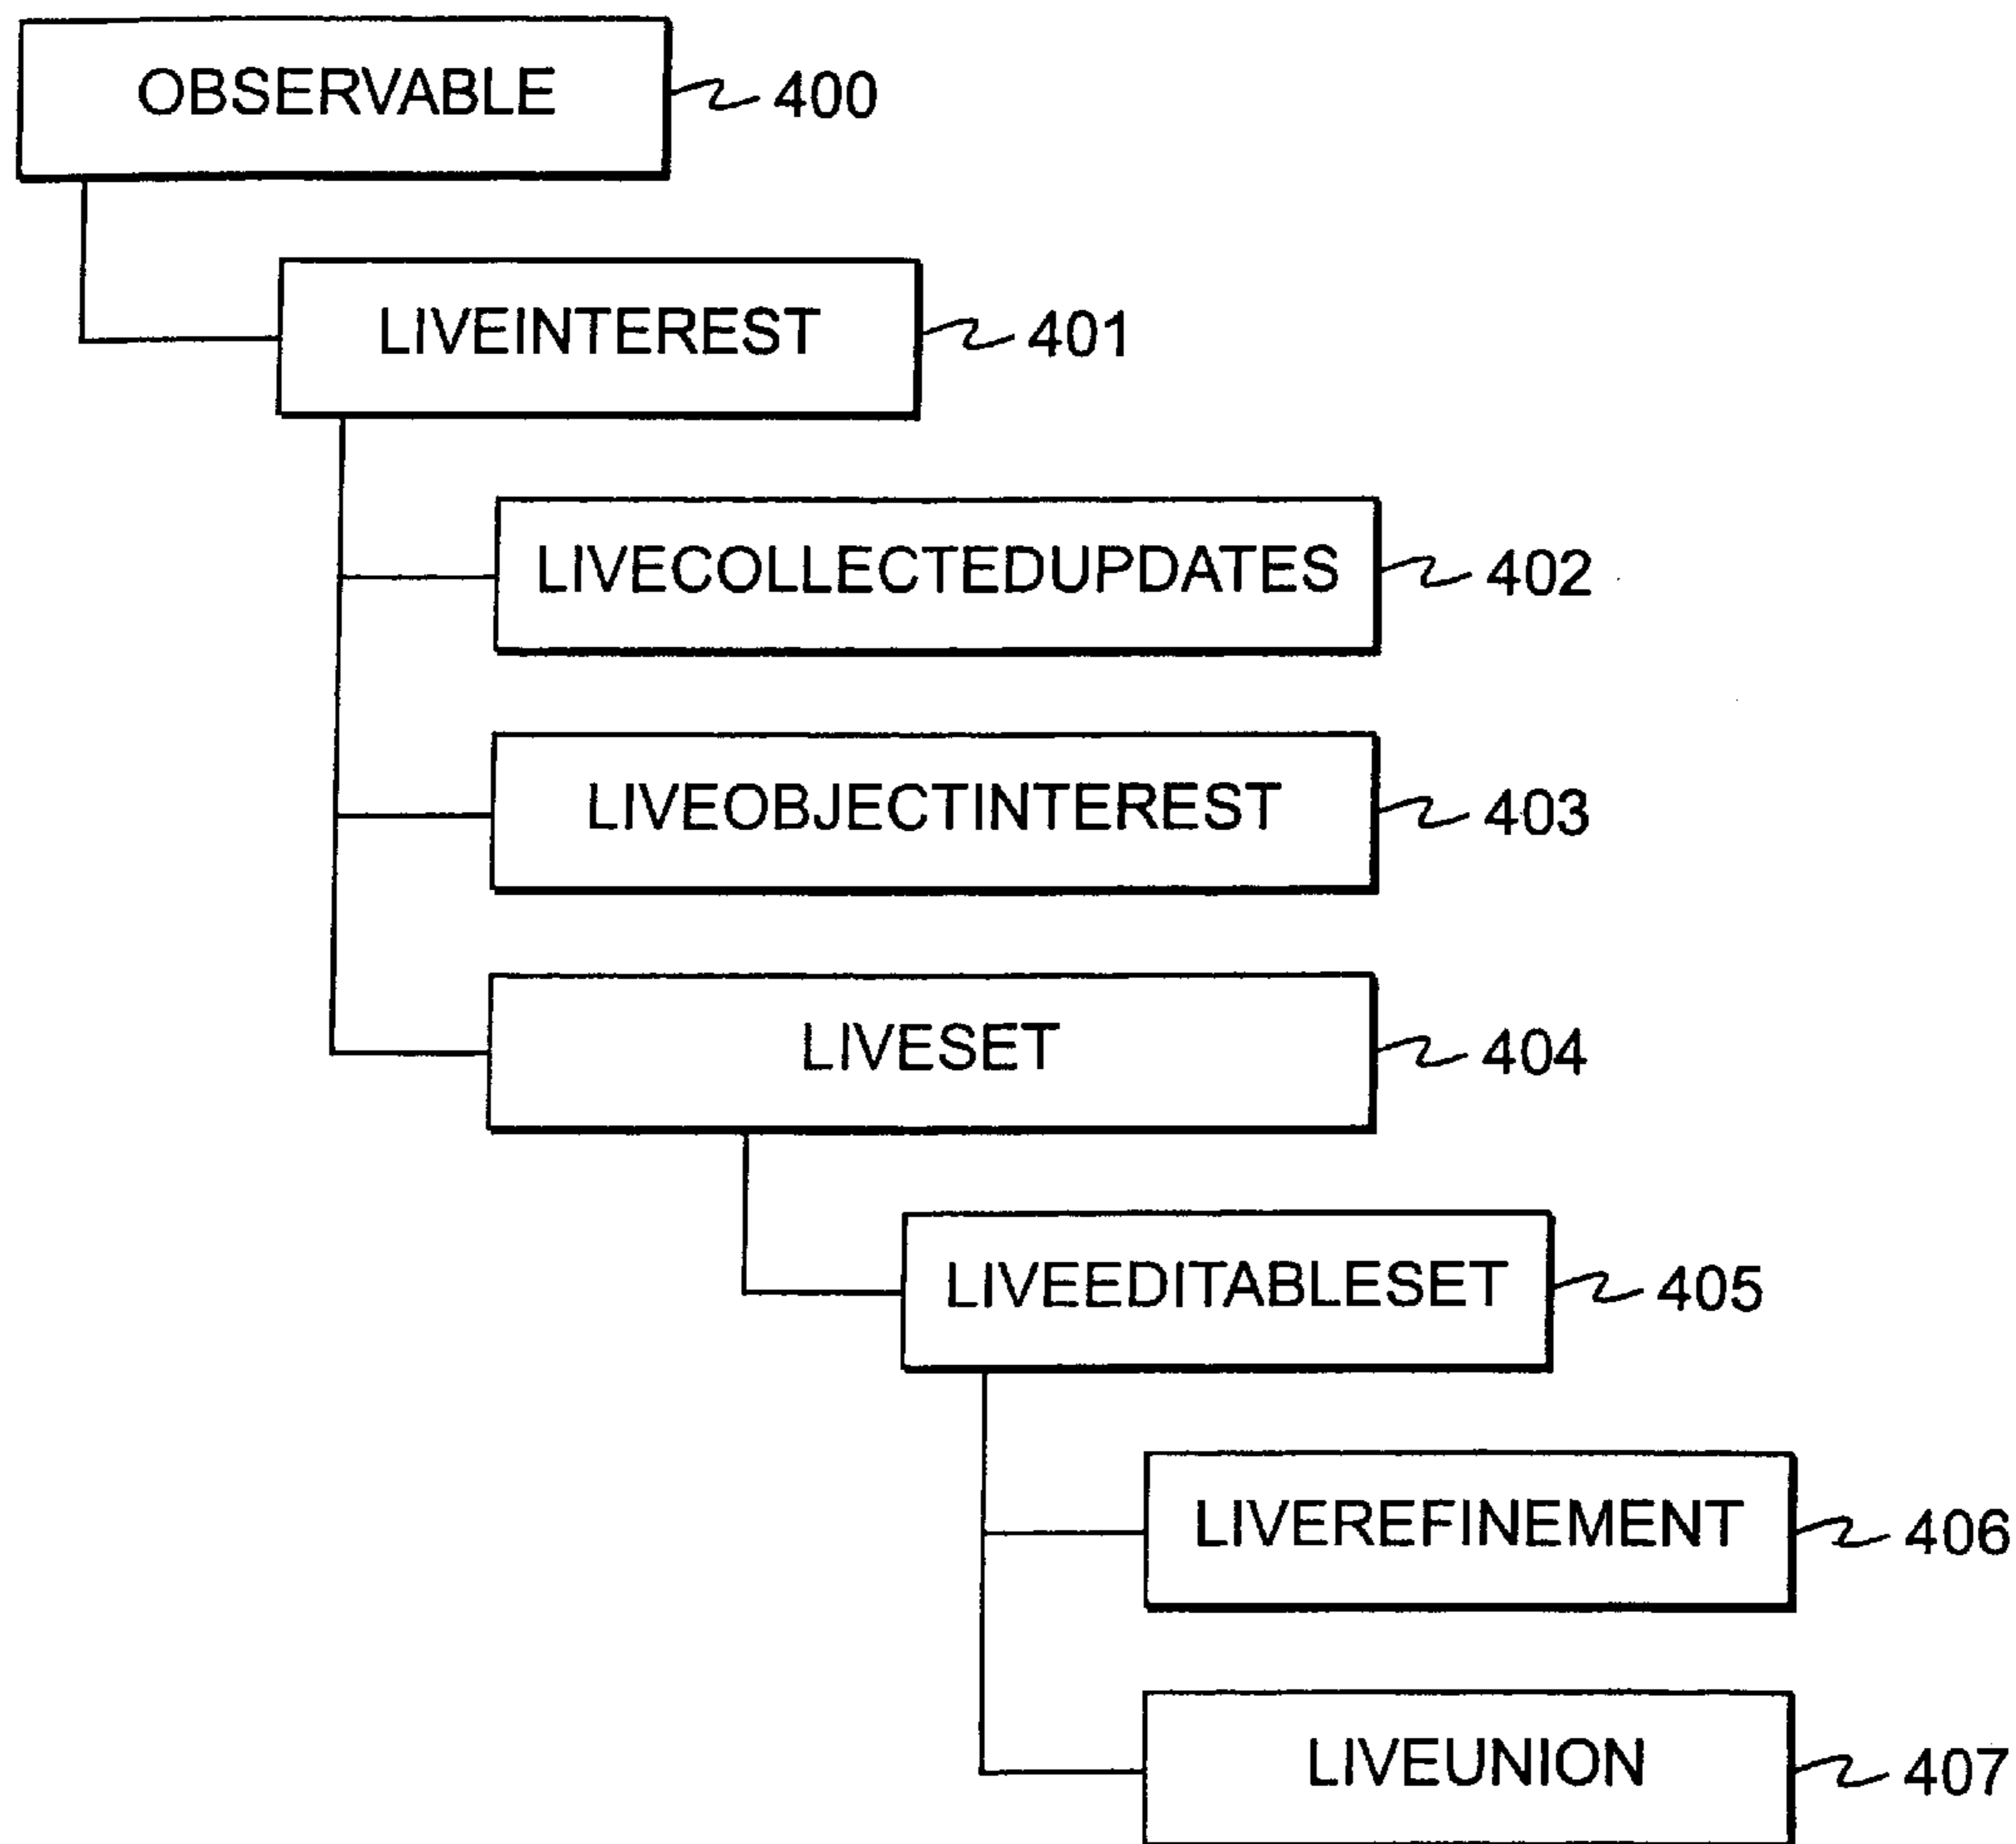 OBSERVABLE 400
LIVEINTEREST 401
LIVECOLLECTEDUPDATES 402
LIVEOBJECTINTEREST 403
LIVESET 404
LIVEEDITABLESET 405
LIVEREFINEMENT 406
LIVEUNION 407